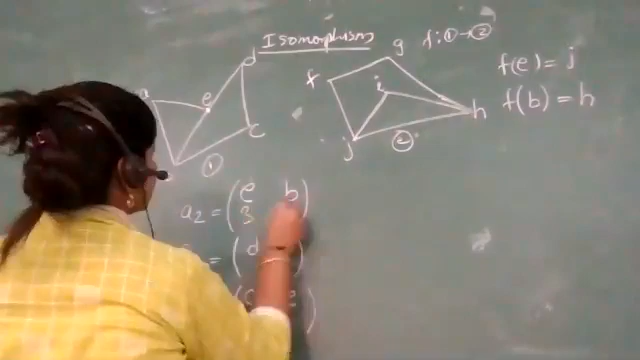 Isomorphism
f: ① → ②
f(e) = j
f(b) = h
a
e
d
c
①
f
g
i
h
j
②
a₂ = ( e b
3
= ( d
( c e )